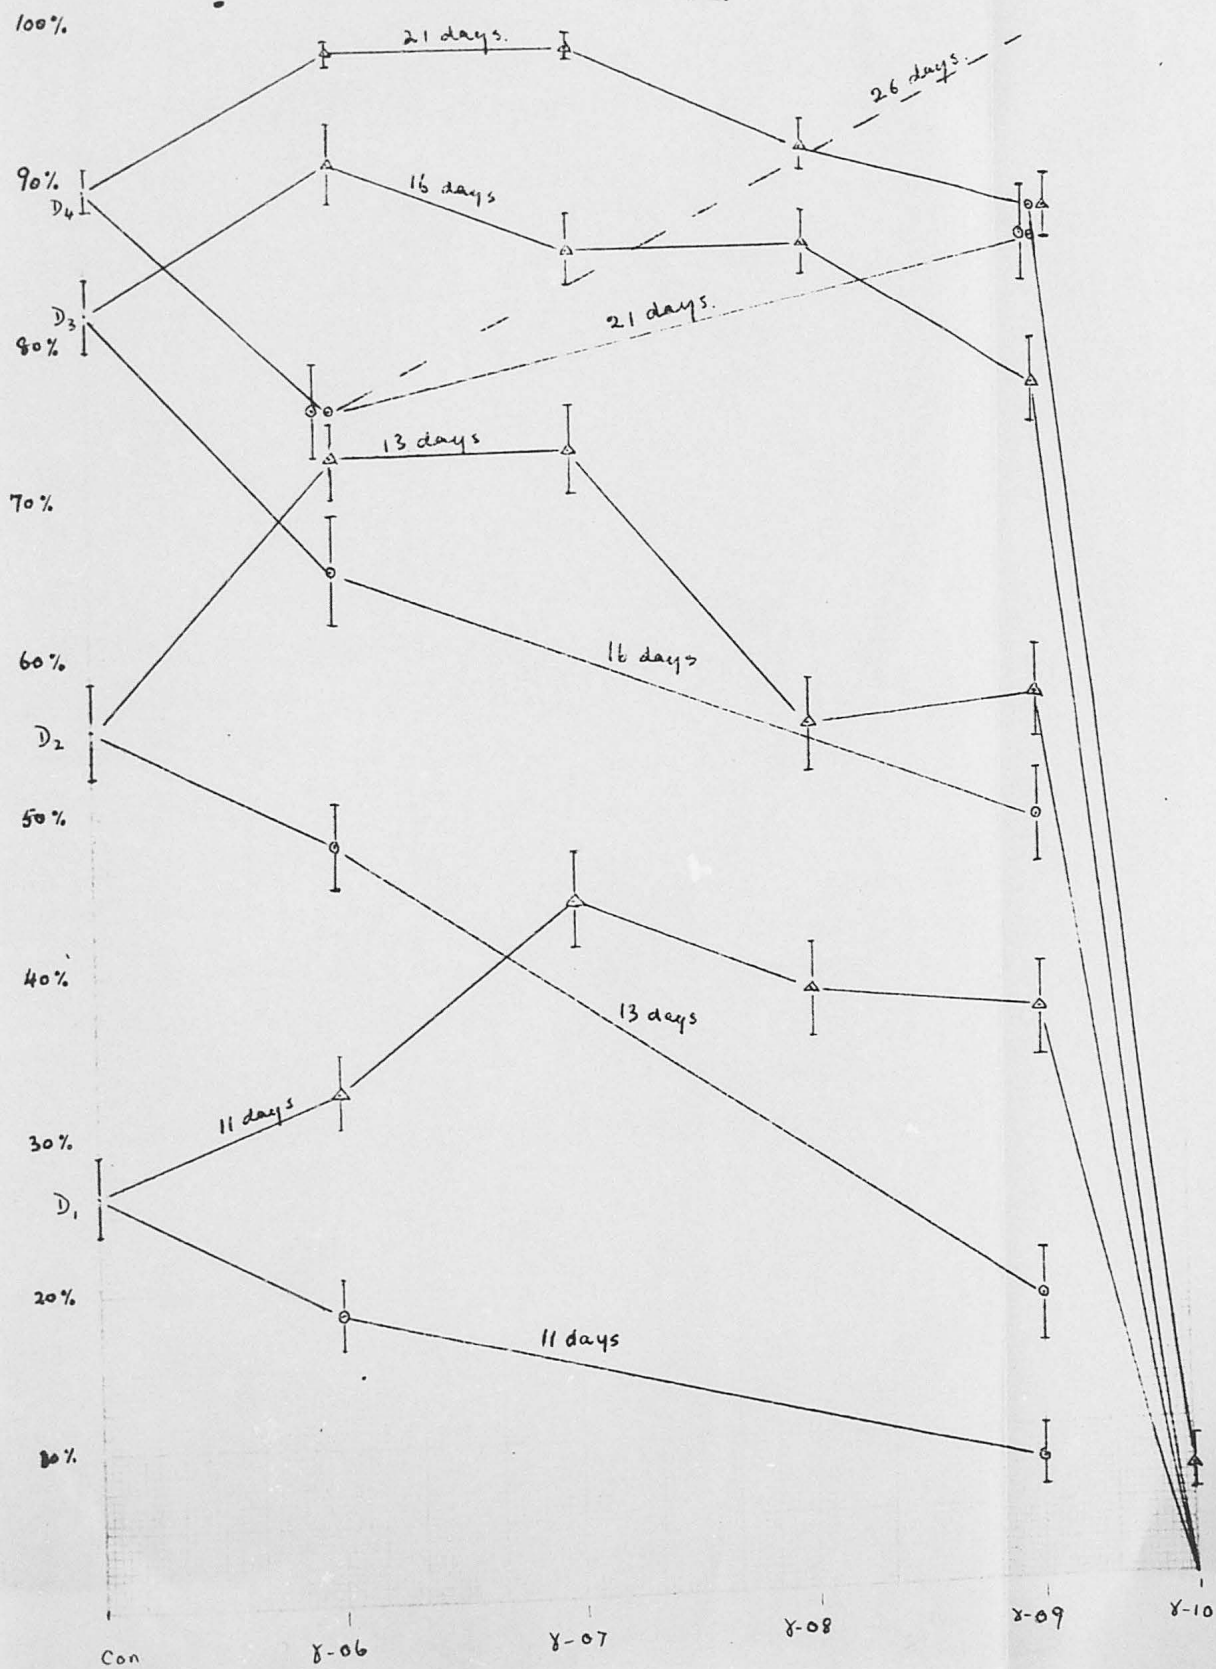 100%
21 days.
26 days.
90%
D4
16 days
D3
21 days.
80%
13 days
70%
60%
16 days
D2
50%
40%
13 days
11 days
30%
D1
20%
11 days
10%
Con
γ-06
γ-07
γ-08
γ-09
γ-10